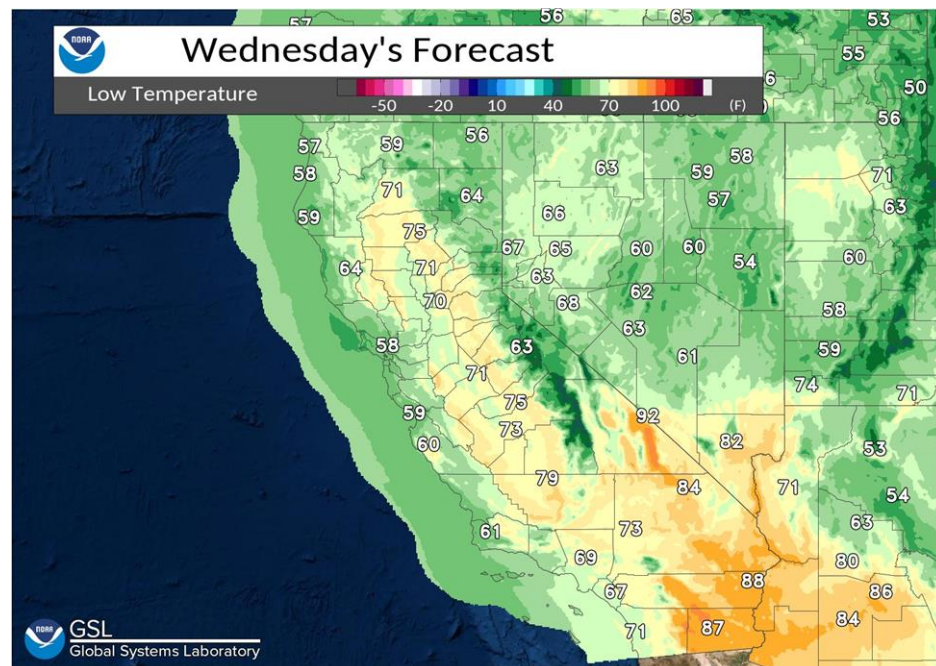 57 56 65 53
NOAA
Wednesday's Forecast
Low Temperature
-50 -20 10 40 70 100 (F)
55
50
56
57 59 56
58 63 59 58 71
71 64 57 63
59 75 66
67 65 60 60 60
64 71 63 54
70 68 62 58
58 63 63 61 59
71 74 71
59 75 92
60 73 82 53
79 84 71 54
61 73 63
69 80
67 88 86
71 87 84
NOAA
GSL
Global Systems Laboratory